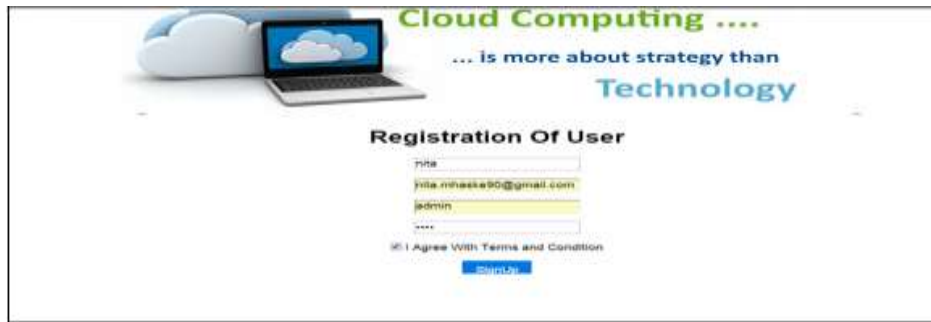 Cloud Computing ....
... is more about strategy than
Technology
Registration Of User
nita
nita.mhaske90@gmail.com
admin
••••
I Agree With Terms and Condition
SignUp